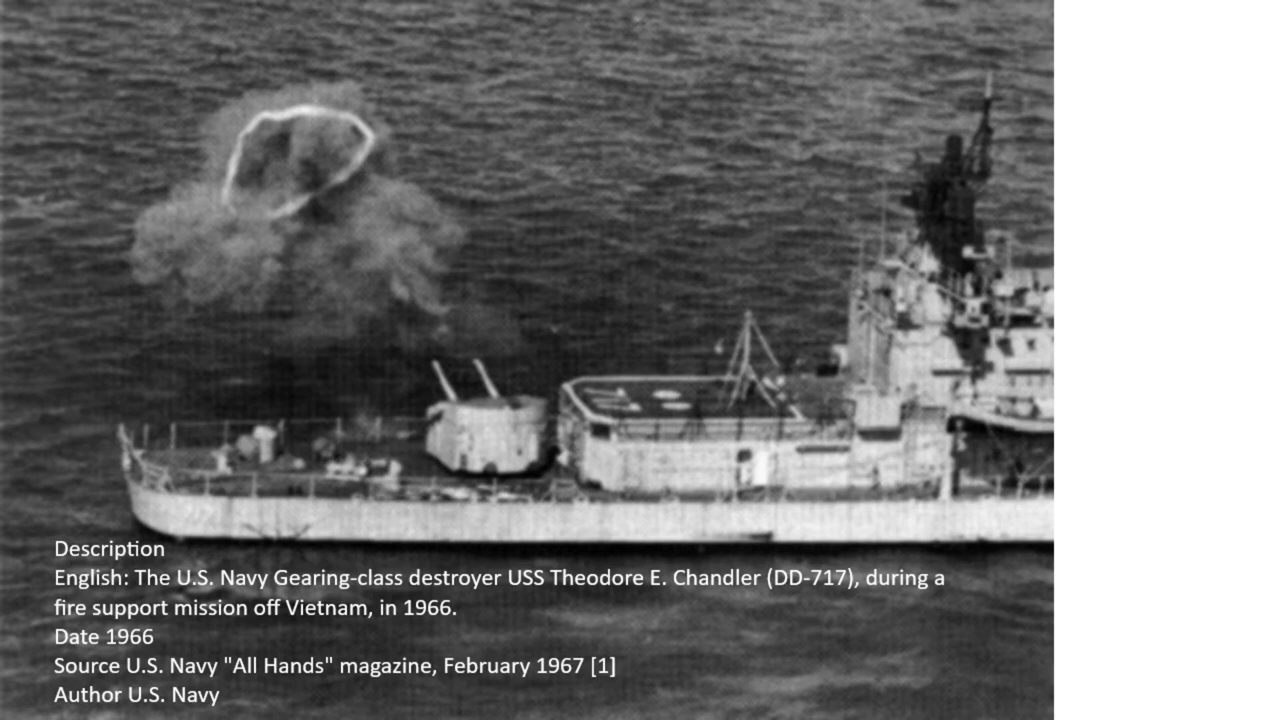 Description
English: The U.S. Navy Gearing-class destroyer USS Theodore E. Chandler (DD-717), during a
fire support mission off Vietnam, in 1966.
Date 1966
Source U.S. Navy "All Hands" magazine, February 1967 [1]
Author U.S. Navy